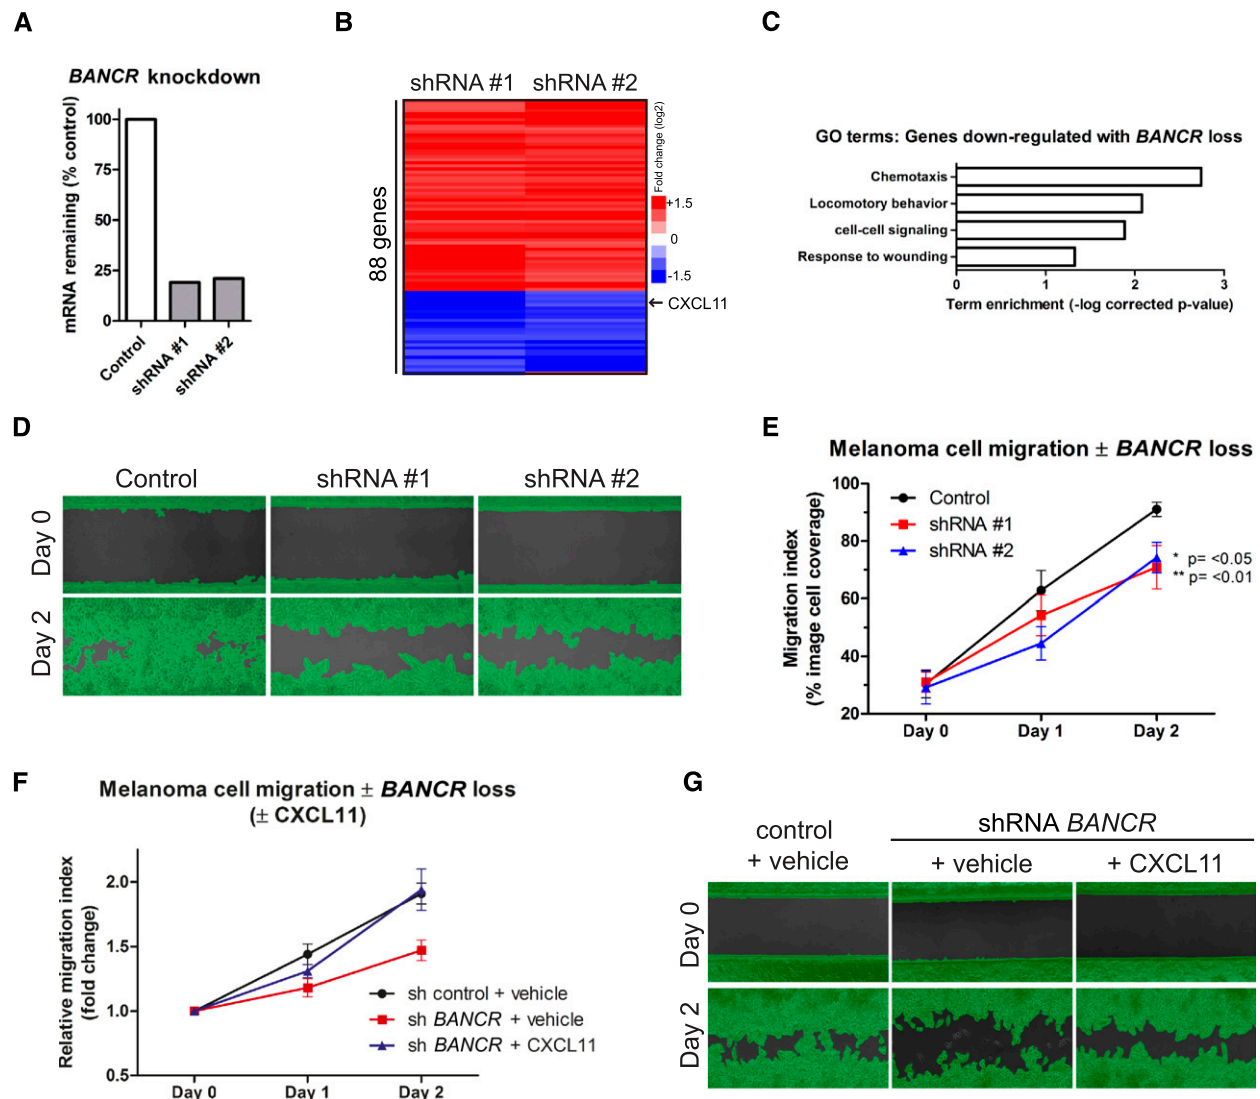 A
BANCR knockdown
mRNA remaining (% control)
100
75
50
25
0
Control
shRNA #1
shRNA #2
B
shRNA #1 shRNA #2
88 genes
Fold change (log2)
+1.5
0
-1.5
← CXCL11
C
GO terms: Genes down-regulated with BANCR loss
Chemotaxis
Locomotory behavior
cell-cell signaling
Response to wounding
0 1 2 3
Term enrichment (-log corrected p-value)
D
Control shRNA #1 shRNA #2
Day 0
Day 2
E
Melanoma cell migration ± BANCR loss
Migration index
(% image cell coverage)
100
80
60
40
20
Control
shRNA #1
shRNA #2
* p= <0.05
** p= <0.01
Day 0 Day 1 Day 2
F
Melanoma cell migration ± BANCR loss
(± CXCL11)
Relative migration index
(fold change)
2.0
1.5
1.0
0.5
sh control + vehicle
sh BANCR + vehicle
sh BANCR + CXCL11
Day 0 Day 1 Day 2
G
control
+ vehicle
shRNA BANCR
+ vehicle + CXCL11
Day 0
Day 2